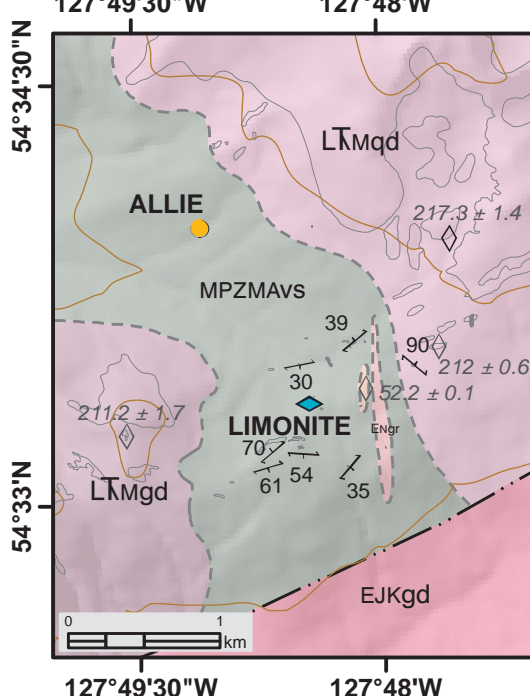 127°49'30"W
127°48'W
54°34'30"N
LTMqd
ALLIE
217.3 ± 1.4
MPZMAvs
39
90
212 ± 0.6
30
52.2 ± 0.1
211.2 ± 1.7
LIMONITE
ENgr
70
LTMgd
61
54
35
54°33'N
EJKgd
0
1
km
127°49'30"W
127°48'W